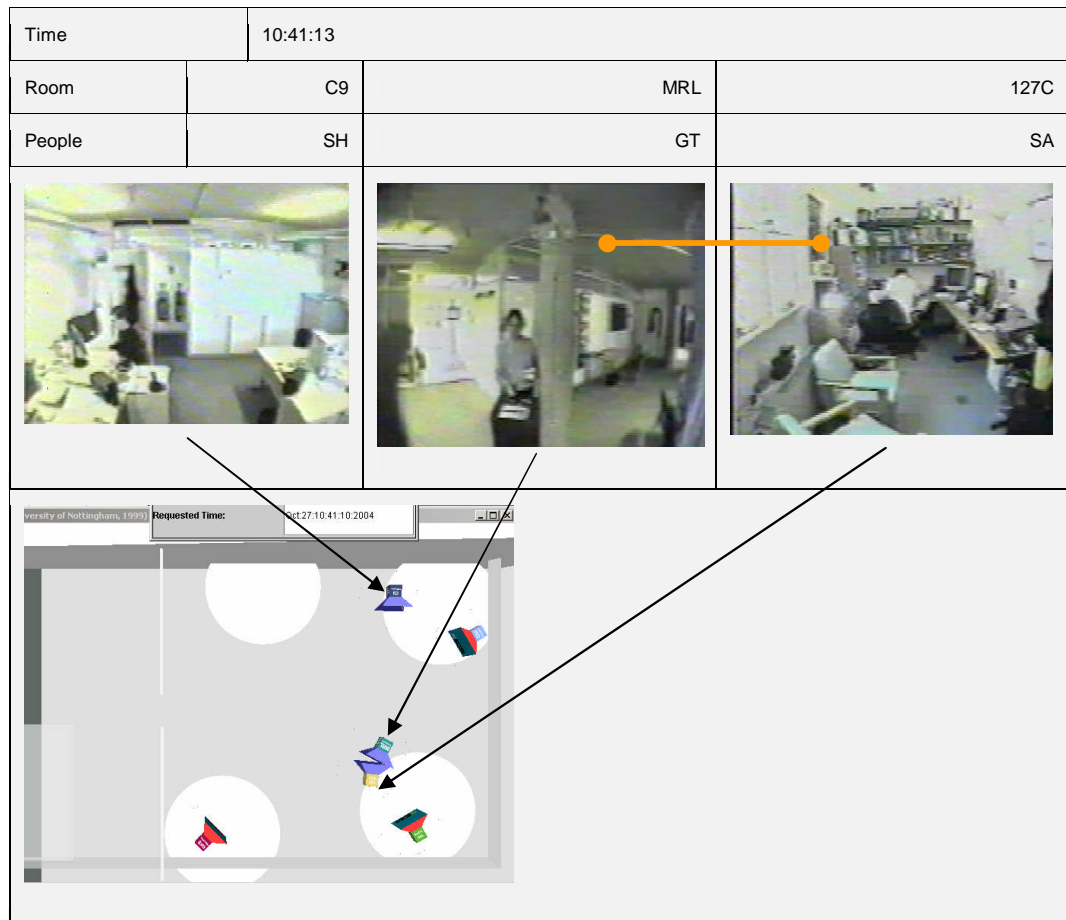 Time 10:41:13
Room C9 MRL 127C
People SH GT SA
versity of Nottingham, 1999) Requested Time: Oct:27:10:41:10:2004